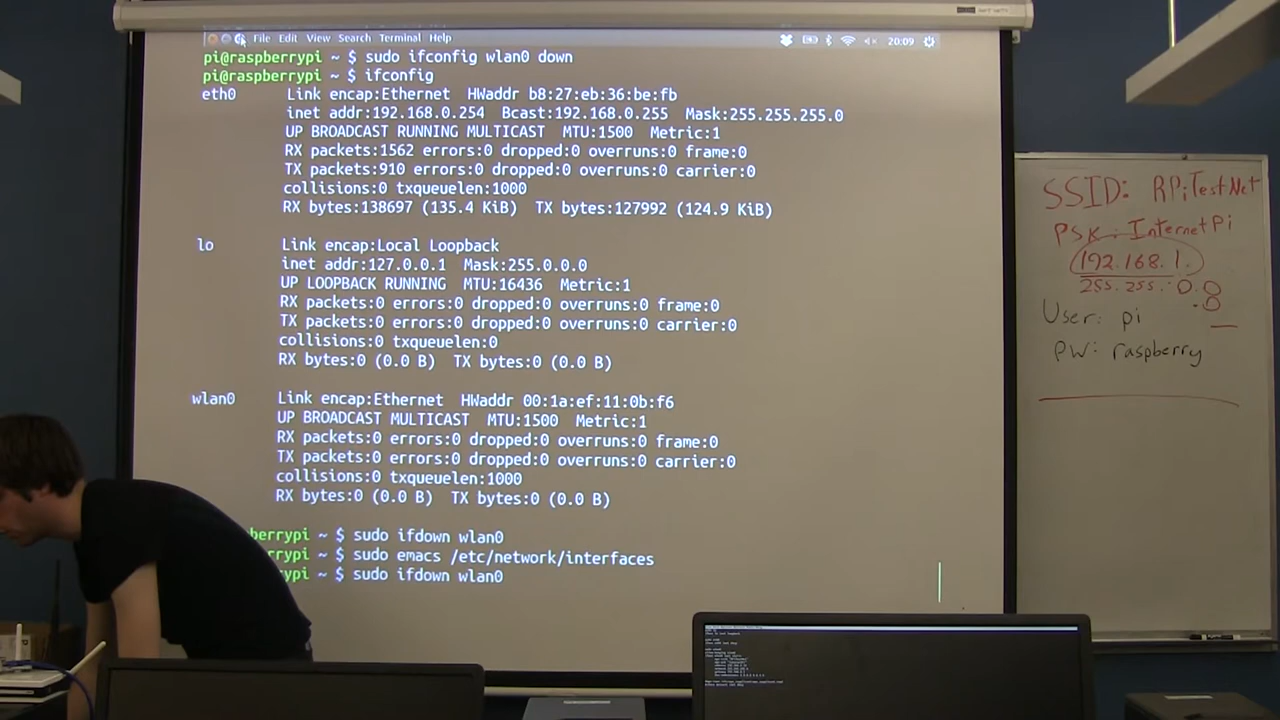 File Edit View Search Terminal Help
20:09
pi@raspberrypi ~ $ sudo ifconfig wlan0 down
pi@raspberrypi ~ $ ifconfig
eth0 Link encap:Ethernet HWaddr b8:27:eb:36:be:fb
inet addr:192.168.0.254 Bcast:192.168.0.255 Mask:255.255.255.0
UP BROADCAST RUNNING MULTICAST MTU:1500 Metric:1
RX packets:1562 errors:0 dropped:0 overruns:0 frame:0
TX packets:910 errors:0 dropped:0 overruns:0 carrier:0
collisions:0 txqueuelen:1000
RX bytes:138697 (135.4 KiB) TX bytes:127992 (124.9 KiB)
lo Link encap:Local Loopback
inet addr:127.0.0.1 Mask:255.0.0.0
UP LOOPBACK RUNNING MTU:16436 Metric:1
RX packets:0 errors:0 dropped:0 overruns:0 frame:0
TX packets:0 errors:0 dropped:0 overruns:0 carrier:0
collisions:0 txqueuelen:0
RX bytes:0 (0.0 B) TX bytes:0 (0.0 B)
wlan0 Link encap:Ethernet HWaddr 00:1a:ef:11:0b:f6
UP BROADCAST MULTICAST MTU:1500 Metric:1
RX packets:0 errors:0 dropped:0 overruns:0 frame:0
TX packets:0 errors:0 dropped:0 overruns:0 carrier:0
collisions:0 txqueuelen:1000
RX bytes:0 (0.0 B) TX bytes:0 (0.0 B)
berrypi ~ $ sudo ifdown wlan0
rrypi ~ $ sudo emacs /etc/network/interfaces
ypi ~ $ sudo ifdown wlan0
SSID: RPiTestNet
PSK: InternetPi
192.168.1.
255.255.0.0
User: pi
PW: raspberry